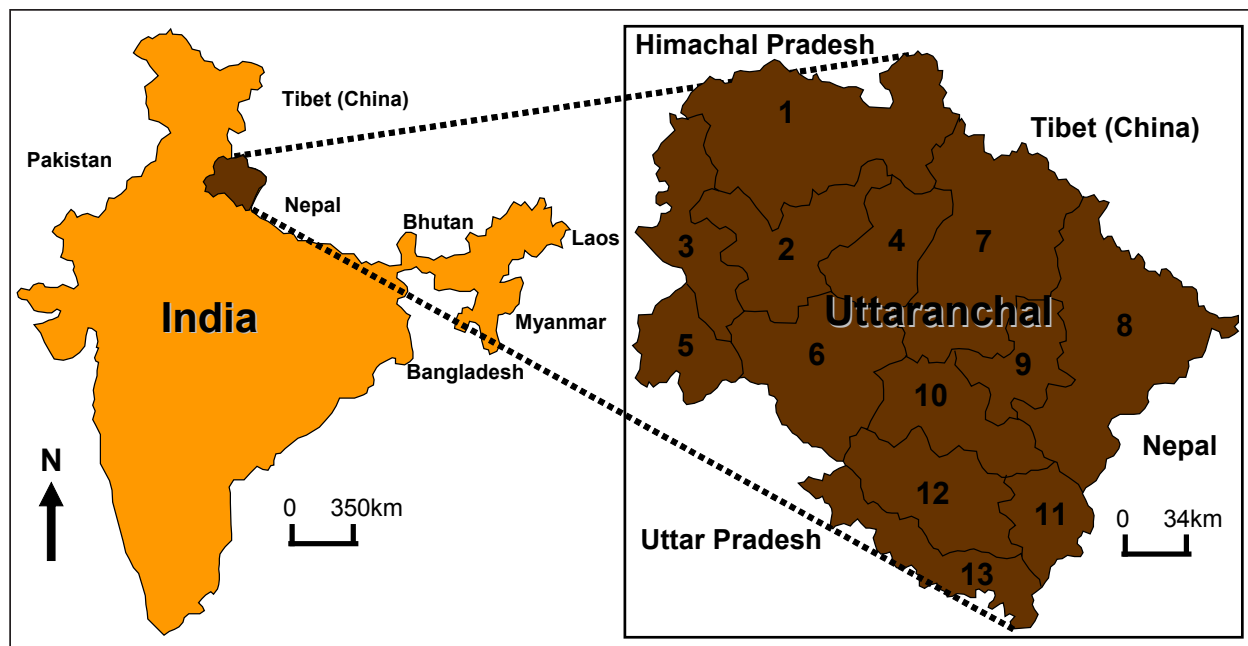 Tibet (China)
Pakistan
Nepal
Bhutan
Laos
India
Myanmar
Bangladesh
N
0 350km
Himachal Pradesh
1
Tibet (China)
3
2
4
7
Uttaranchal
5
6
8
9
10
Nepal
12
11
0 34km
Uttar Pradesh
13